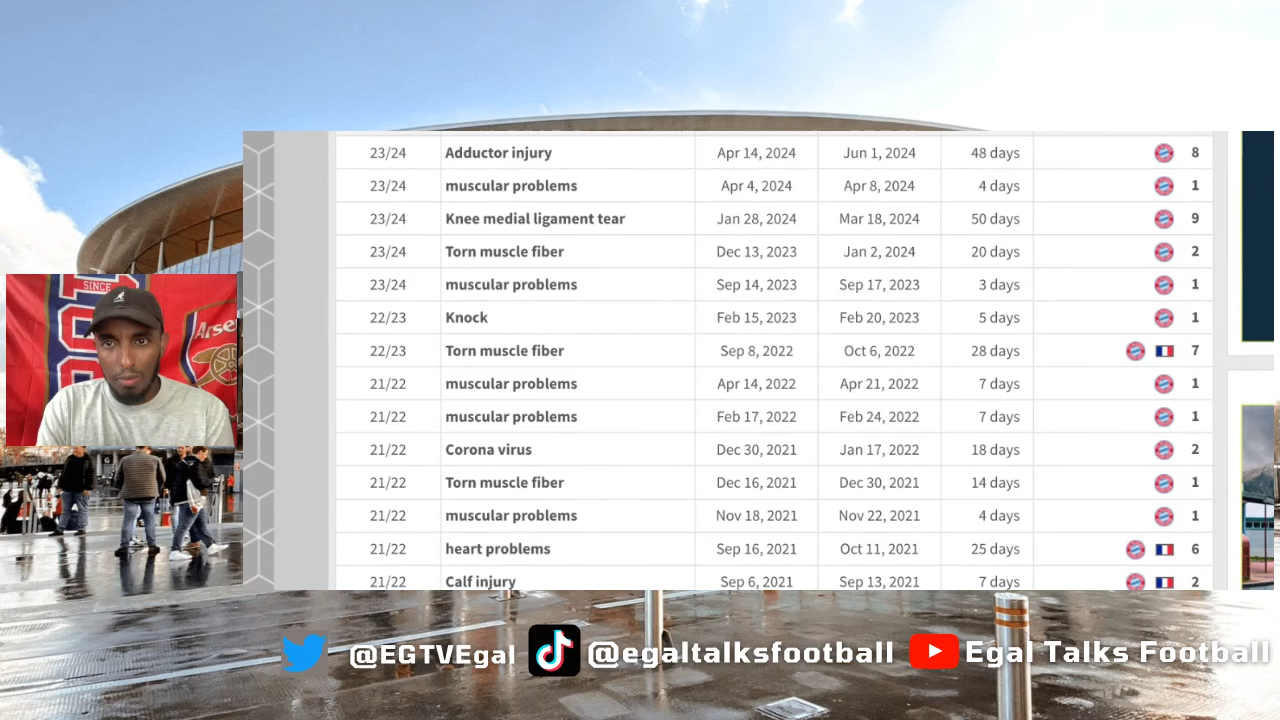 23/24 Adductor injury Apr 14, 2024 Jun 1, 2024 48 days 8
23/24 muscular problems Apr 4, 2024 Apr 8, 2024 4 days 1
23/24 Knee medial ligament tear Jan 28, 2024 Mar 18, 2024 50 days 9
23/24 Torn muscle fiber Dec 13, 2023 Jan 2, 2024 20 days 2
23/24 muscular problems Sep 14, 2023 Sep 17, 2023 3 days 1
22/23 Knock Feb 15, 2023 Feb 20, 2023 5 days 1
22/23 Torn muscle fiber Sep 8, 2022 Oct 6, 2022 28 days 7
21/22 muscular problems Apr 14, 2022 Apr 21, 2022 7 days 1
21/22 muscular problems Feb 17, 2022 Feb 24, 2022 7 days 1
21/22 Corona virus Dec 30, 2021 Jan 17, 2022 18 days 2
21/22 Torn muscle fiber Dec 16, 2021 Dec 30, 2021 14 days 1
21/22 muscular problems Nov 18, 2021 Nov 22, 2021 4 days 1
21/22 heart problems Sep 16, 2021 Oct 11, 2021 25 days 6
21/22 Calf injury Sep 6, 2021 Sep 13, 2021 7 days 2
SINCE
Arse
@EGTVEgal @egaltalksfootball Egal Talks Football